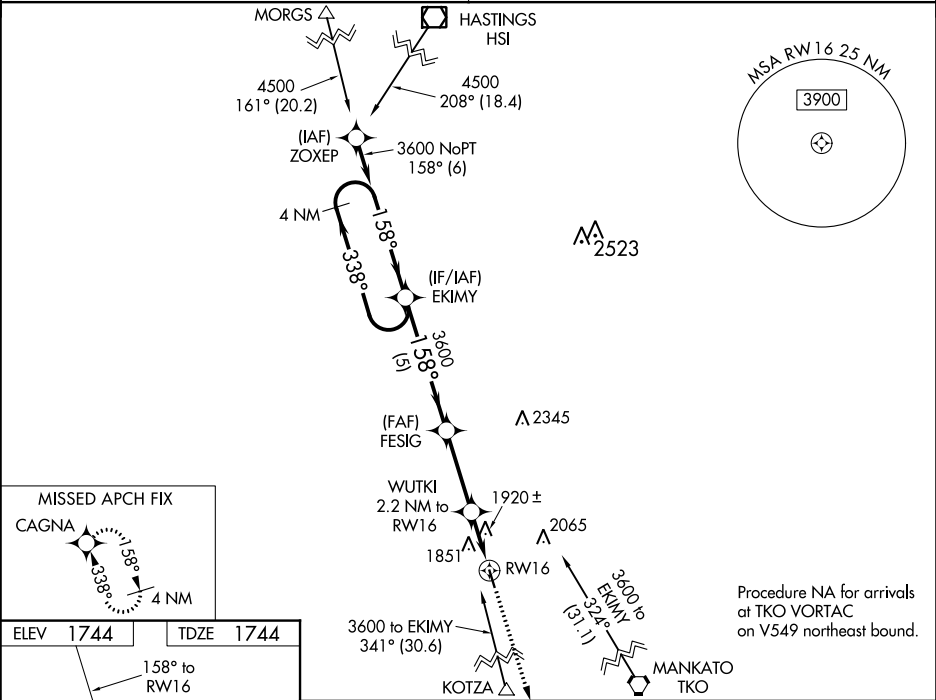 MORGS
HASTINGS
HSI
4500
161° (20.2)
4500
208° (18.4)
MSA RW16 25 NM
3900
(IAF)
ZOXEP
3600 NoPT
158° (6)
4 NM
158°
338°
2523
(IF/IAF)
EKIMY
3600
158°
(5)
(FAF)
FESIG
2345
WUTKI
2.2 NM to
RW16
1920 ±
2065
1851
RW16
MISSED APCH FIX
CAGNA
158°
338°
4 NM
3600 to
EKIMY
324°
(31.1)
Procedure NA for arrivals
at TKO VORTAC
on V549 northeast bound.
ELEV 1744 TDZE 1744
3600 to EKIMY
341° (30.6)
158° to
RW16
KOTZA
MANKATO
TKO